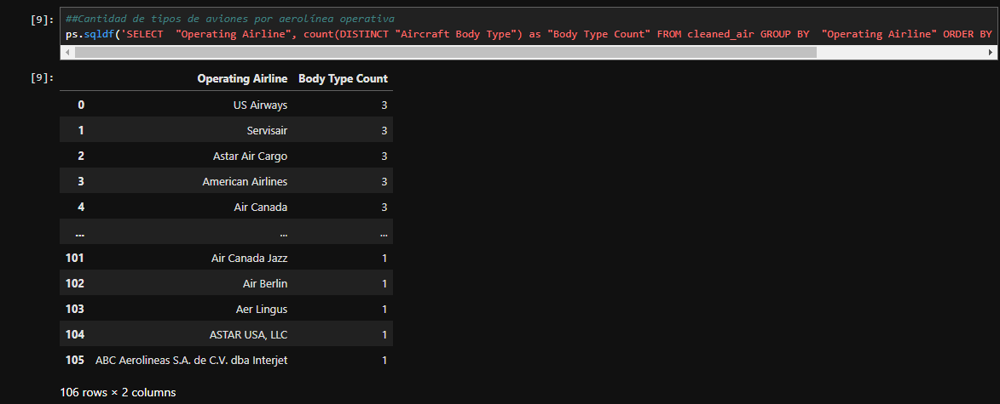 [9]: ##Cantidad de tipos de aviones por aerolínea operativa
ps.sqldf('SELECT  "Operating Airline", count(DISTINCT "Aircraft Body Type") as "Body Type Count" FROM cleaned_air GROUP BY  "Operating Airline" ORDER BY
[9]: Operating Airline Body Type Count
0 US Airways 3
1 Servisair 3
2 Astar Air Cargo 3
3 American Airlines 3
4 Air Canada 3
... ... ...
101 Air Canada Jazz 1
102 Air Berlin 1
103 Aer Lingus 1
104 ASTAR USA, LLC 1
105 ABC Aerolineas S.A. de C.V. dba Interjet 1
106 rows × 2 columns